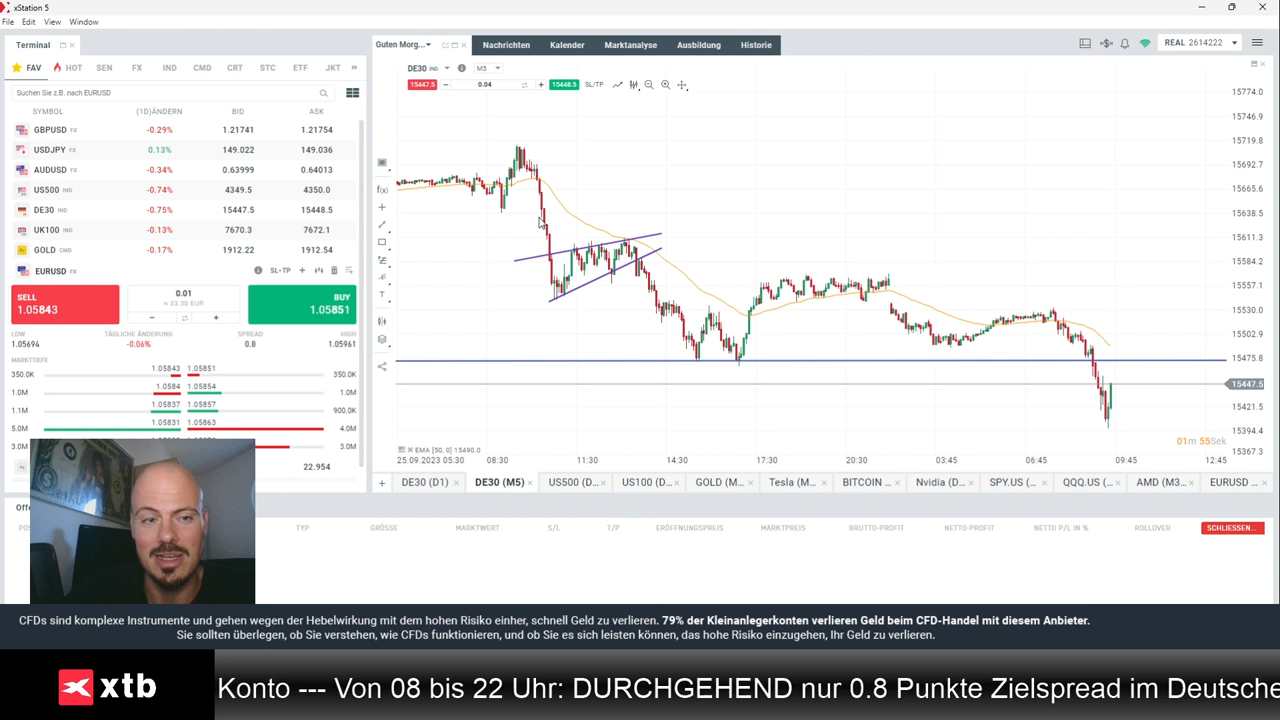 xStation 5
File Edit View Window
Terminal
FAV HOT SEN FX IND CMD CRT STC ETF JKT
Suchen Sie z.B. nach EURUSD
SYMBOL (1D)ÄNDERN BID ASK
GBPUSD FX -0.29% 1.21741 1.21754
USDJPY FX 0.13% 149.022 149.036
AUDUSD FX -0.34% 0.63999 0.64013
US500 IND -0.74% 4349.5 4350.0
DE30 IND -0.75% 15447.5 15448.5
UK100 IND -0.13% 7670.3 7672.1
GOLD CMD -0.17% 1912.22 1912.54
EURUSD FX SL+TP
SELL 0.01 BUY
1.05843 ≈ 33.30 EUR 1.05851
LOW TÄGLICHE ÄNDERUNG SPREAD HIGH
1.05694 -0.06% 0.8 1.05961
MARKTTIEFE
350.0K 1.05843 1.05851 350.0K
1.0M 1.0584 1.05854 1.0M
1.1M 1.05837 1.05857 900.0K
5.0M 1.05831 1.05863 4.0M
3.0M 3.0M
22.954
Guten Morg... Nachrichten Kalender Marktanalyse Ausbildung Historie
REAL 2614222
DE30 IND M5
15447.5 0.04 15448.5 SL/TP
15774.0
15746.9
15719.8
15692.7
15665.6
15638.5
15611.3
15584.2
15557.1
15530.0
15502.9
15475.8
15447.5
15421.5
15394.4
15367.3
01m 55Sek
EMA [50, 0] 15490.0
25.09.2023 05:30 08:30 11:30 14:30 17:30 20:30 03:45 06:45 09:45 12:45
DE30 (D1) DE30 (M5) US500 (D... US100 (D... GOLD (M... Tesla (M... BITCOIN ... Nvidia (D... SPY.US (... QQQ.US (... AMD (M3... EURUSD ...
TYP GRÖSSE MARKTWERT S/L T/P ERÖFFNUNGSPREIS MARKTPREIS BRUTTO-PROFIT NETTO-PROFIT NETTO P/L IN % ROLLOVER SCHLIESSEN...
CFDs sind komplexe Instrumente und gehen wegen der Hebelwirkung mit dem hohen Risiko einher, schnell Geld zu verlieren. 79% der Kleinanlegerkonten verlieren Geld beim CFD-Handel mit diesem Anbieter.
Sie sollten überlegen, ob Sie verstehen, wie CFDs funktionieren, und ob Sie es sich leisten können, das hohe Risiko einzugehen, Ihr Geld zu verlieren.
xtb Konto --- Von 08 bis 22 Uhr: DURCHGEHEND nur 0.8 Punkte Zielspread im Deutsche